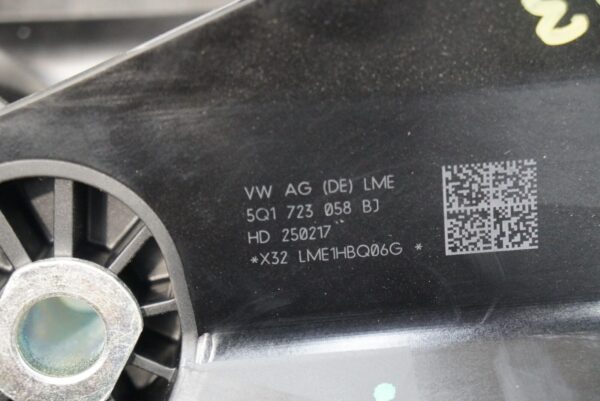 VW AG (DE) LME
5Q1 723 058 BJ
HD 250217
*X32 LME1HBQ06G *